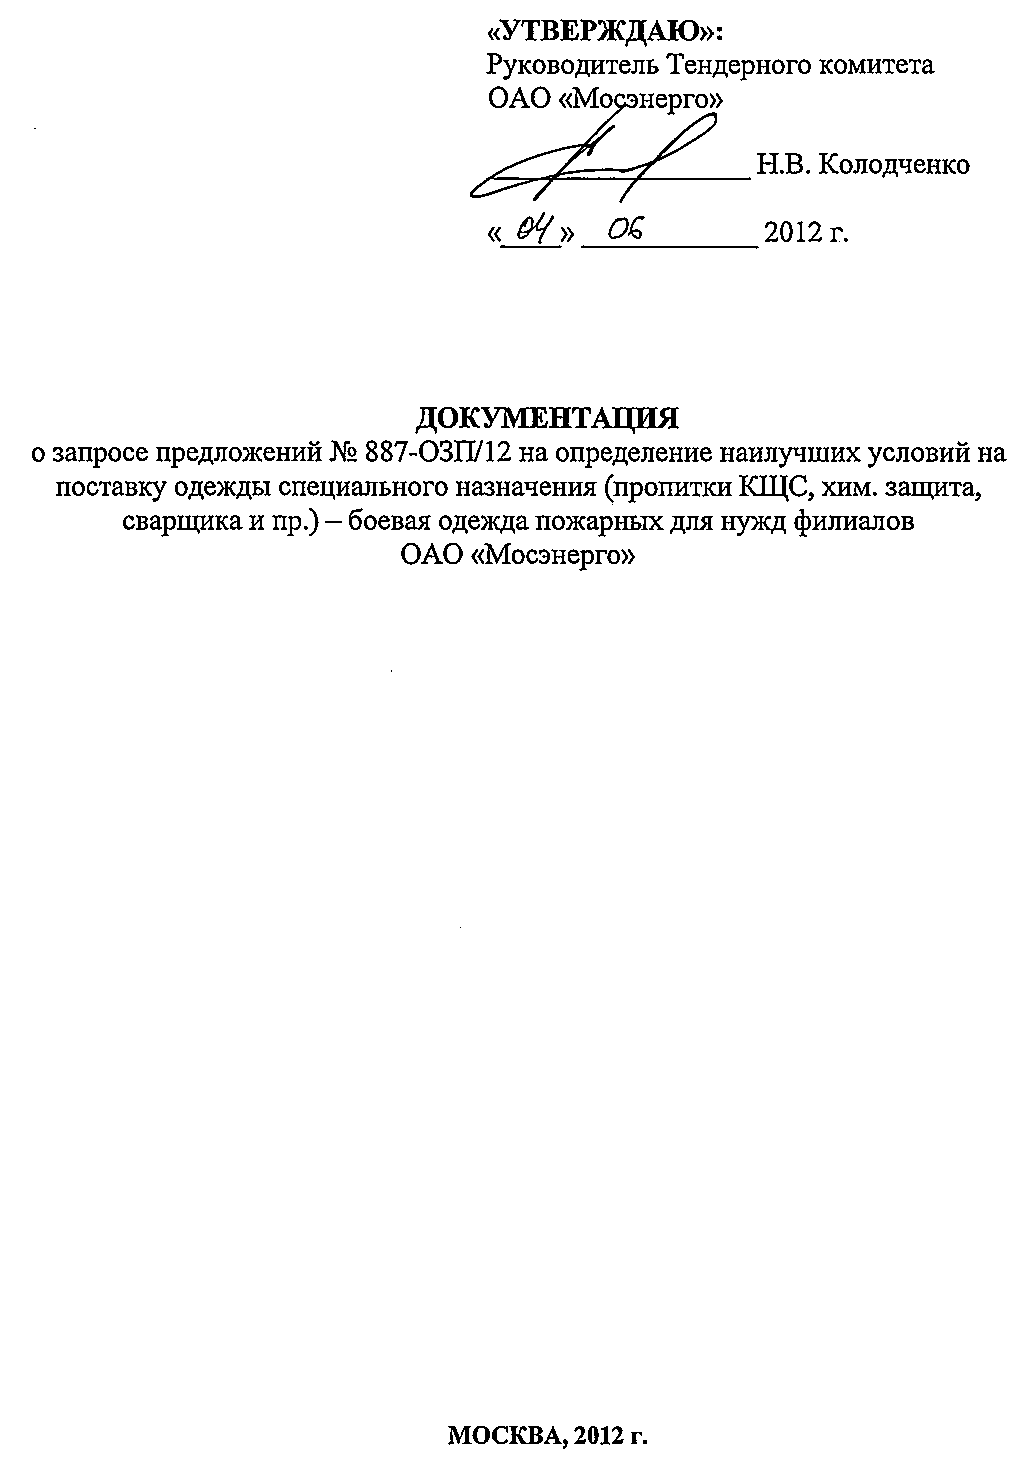 «УТВЕРЖДАЮ»:
Руководитель Тендерного комитета
ОАО «Мосэнерго»
Н.В. Колодченко
« 04 » 06 2012 г.
ДОКУМЕНТАЦИЯ
о запросе предложений № 887-ОЗП/12 на определение наилучших условий на
поставку одежды специального назначения (пропитки КЩС, хим. защита,
сварщика и пр.) – боевая одежда пожарных для нужд филиалов
ОАО «Мосэнерго»
МОСКВА, 2012 г.